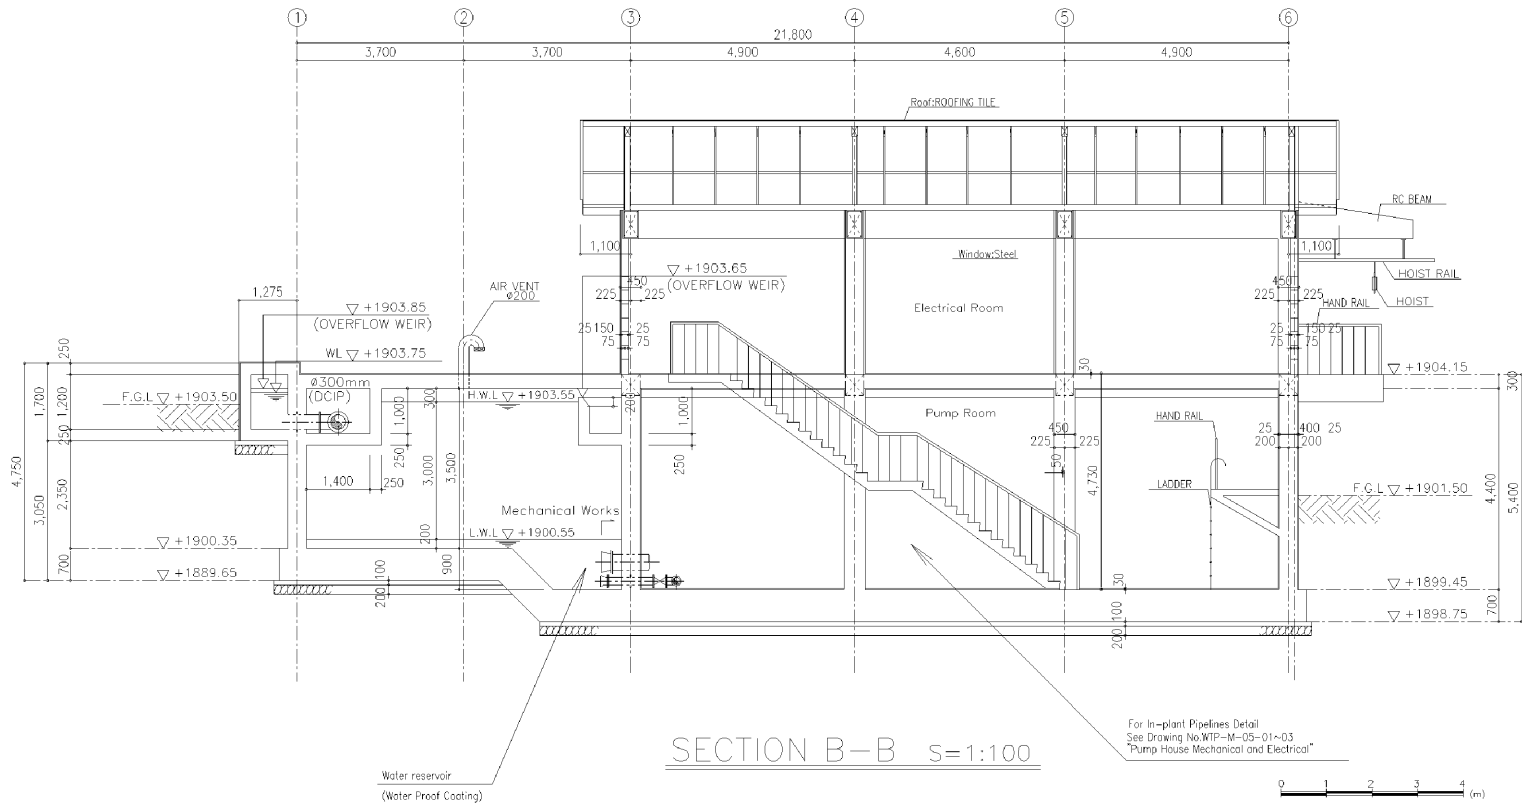 1 2 3 4 5 6
21,800
3,700 3,700 4,900 4,600 4,900
Roof:ROOFING TILE
RC BEAM
1,100 1,100
Window:Steel
+1903.65
(OVERFLOW WEIR)
HOIST RAIL
HOIST
450 450
225 225 225 225
AIR VENT
Ø200
1,275
+1903.85
(OVERFLOW WEIR)
Electrical Room
HAND RAIL
25 150 25 25 150 25
75 75 75 75
WL +1903.75
250
30
+1904.15
300
Ø300mm
(DCIP)
F.G.L +1903.50
H.W.L +1903.55
1,700 1,200 1,000 300 200 1,000
Pump Room
HAND RAIL
450
225 225
25 400 25
200 200
250 250 250
4,750 3,050 2,350
1,400 250
3,000 3,500
50
4,730
LADDER
F.G.L +1901.50
4,400 5,400
Mechanical Works
200
L.W.L +1900.55
+1900.35
700 100 900
+1889.65
200
30
+1899.45
100
700
+1898.75
200
For In-plant Pipelines Detail
See Drawing No.WTP-M-05-01~03
"Pump House Mechanical and Electrical"
SECTION B-B S=1:100
Water reservoir
(Water Proof Coating)
0 1 2 3 4 (m)